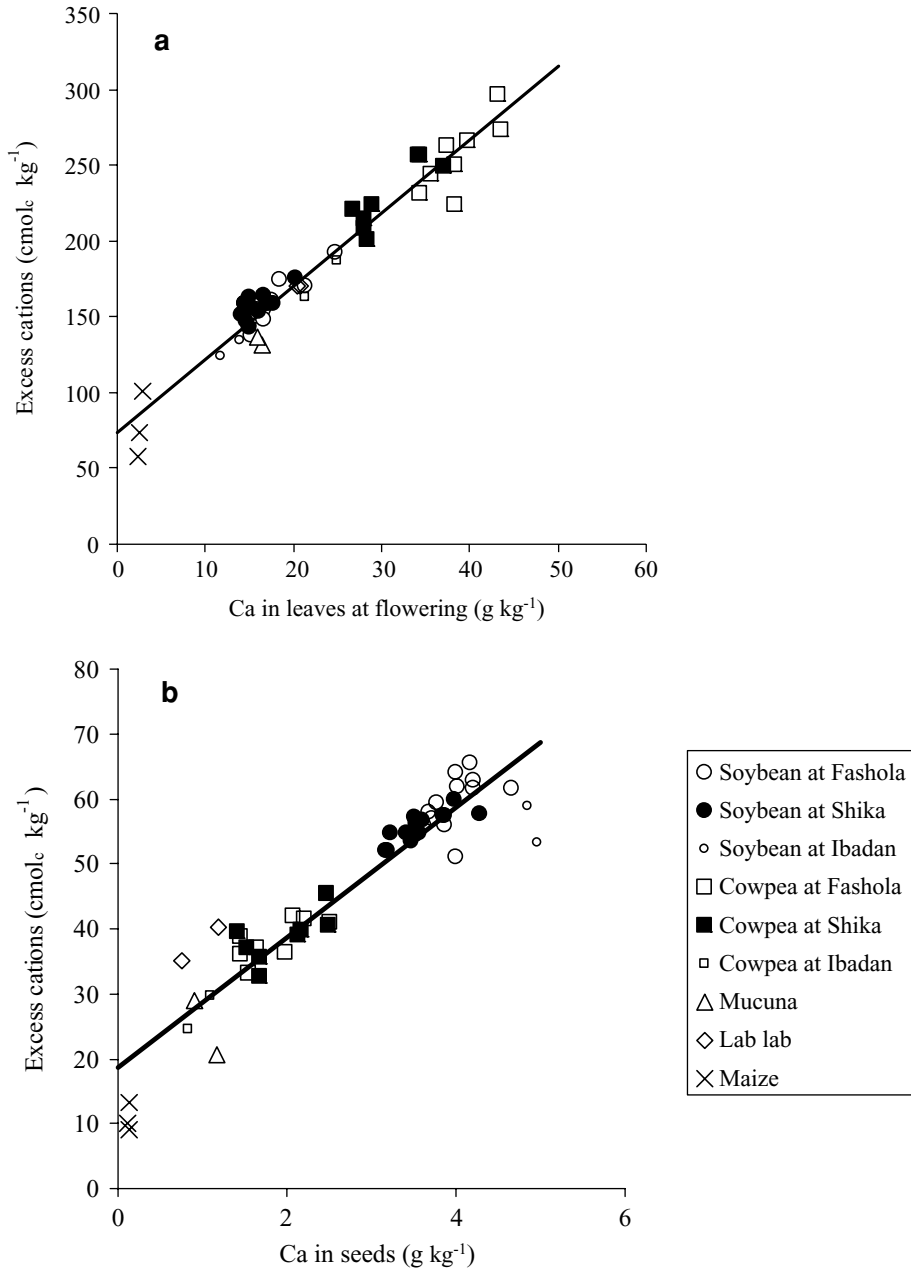 350
a
300
250
200
150
100
50
0
Excess cations (cmolc kg-1)
0 10 20 30 40 50 60
Ca in leaves at flowering (g kg-1)
80
b
70
60
50
40
30
20
10
0
Excess cations (cmolc kg-1)
0 2 4 6
Ca in seeds (g kg-1)
Soybean at Fashola
Soybean at Shika
Soybean at Ibadan
Cowpea at Fashola
Cowpea at Shika
Cowpea at Ibadan
Mucuna
Lab lab
Maize